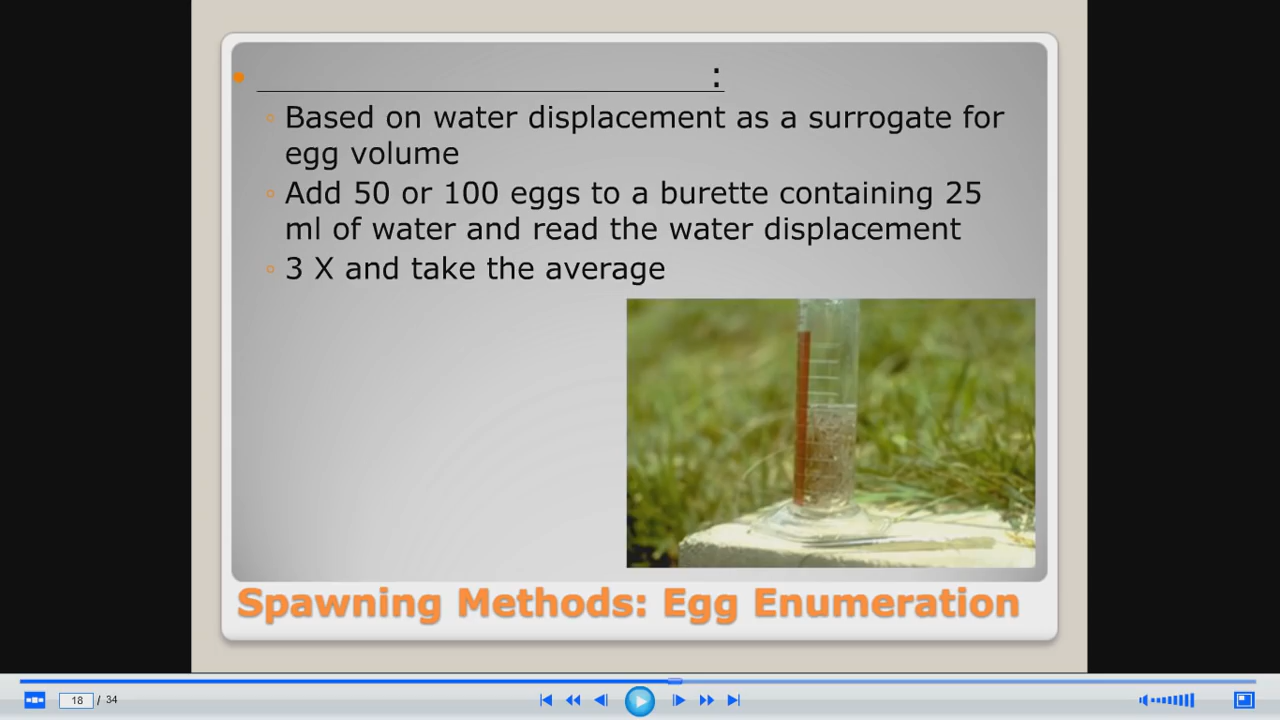 :
Based on water displacement as a surrogate for
egg volume
Add 50 or 100 eggs to a burette containing 25
ml of water and read the water displacement
3 X and take the average
Spawning Methods: Egg Enumeration
18 / 34